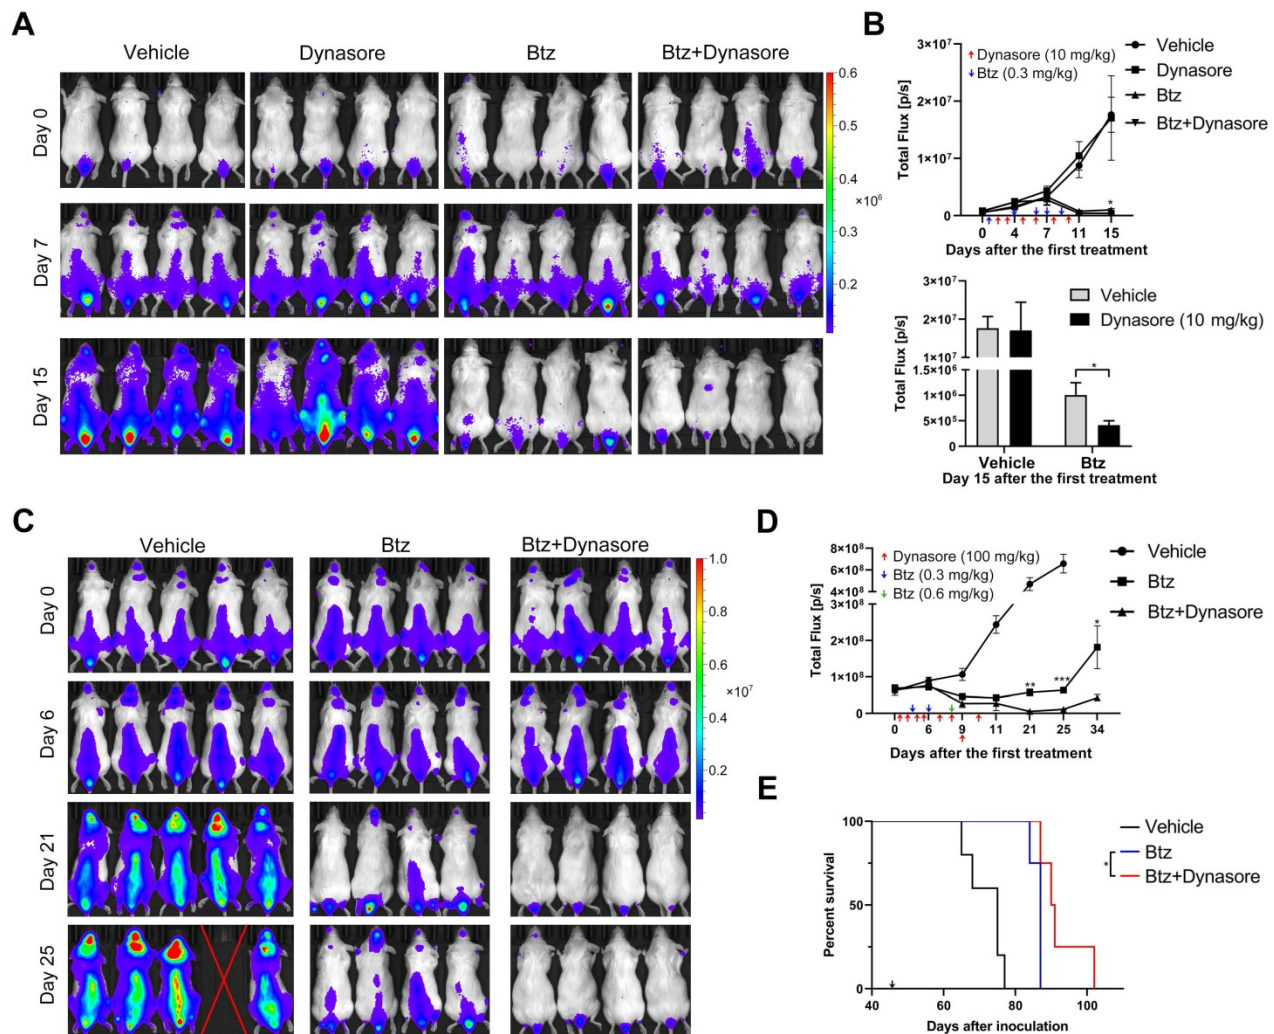 A
Vehicle
Dynasore
Btz
Btz+Dynasore
Day 0
Day 7
Day 15
0.6
0.5
0.4
×10⁶
0.3
0.2
B
3×10⁷
2×10⁷
1×10⁷
0
Total Flux [p/s]
Dynasore (10 mg/kg)
Btz (0.3 mg/kg)
Vehicle
Dynasore
Btz
Btz+Dynasore
*
0 4 7 11 15
Days after the first treatment
3×10⁷
2×10⁷
1×10⁷
1.5×10⁶
1×10⁶
5×10⁵
0
Total Flux [p/s]
Vehicle
Dynasore (10 mg/kg)
*
Vehicle Btz
Day 15 after the first treatment
C
Vehicle
Btz
Btz+Dynasore
Day 0
Day 6
Day 21
Day 25
1.0
0.8
0.6
×10⁷
0.4
0.2
D
8×10⁸
6×10⁸
4×10⁸
3×10⁸
2×10⁸
1×10⁸
0
Total Flux [p/s]
Dynasore (100 mg/kg)
Btz (0.3 mg/kg)
Btz (0.6 mg/kg)
Vehicle
Btz
Btz+Dynasore
**
***
*
0 6 9 11 21 25 34
Days after the first treatment
E
100
50
0
Percent survival
Vehicle
Btz
Btz+Dynasore
*
40 60 80 100
Days after inoculation